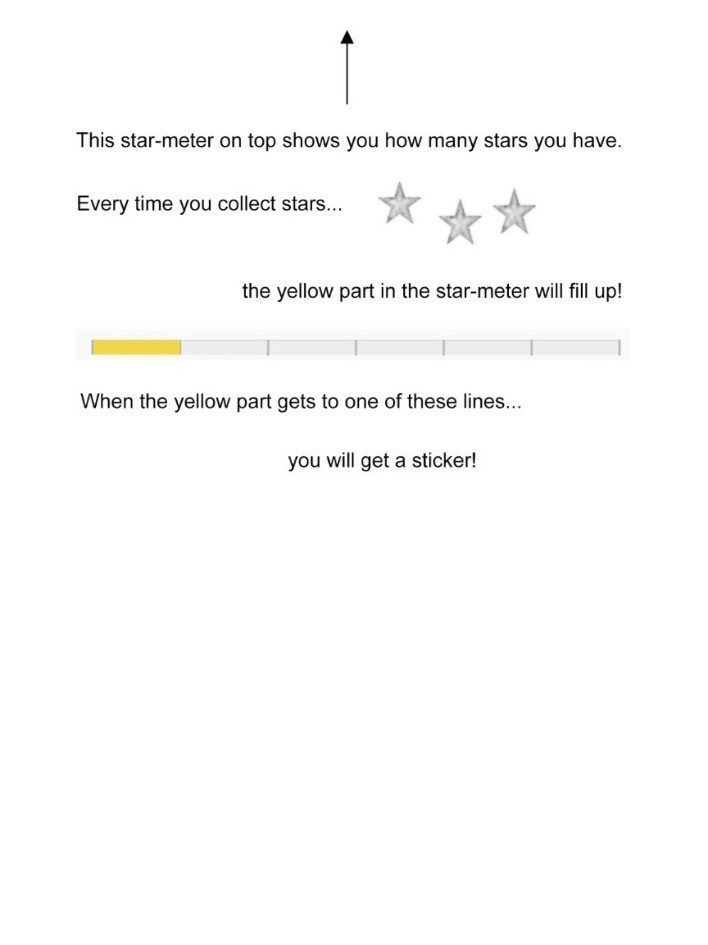 This star-meter on top shows you how many stars you have.
Every time you collect stars...
the yellow part in the star-meter will fill up!
When the yellow part gets to one of these lines...
you will get a sticker!